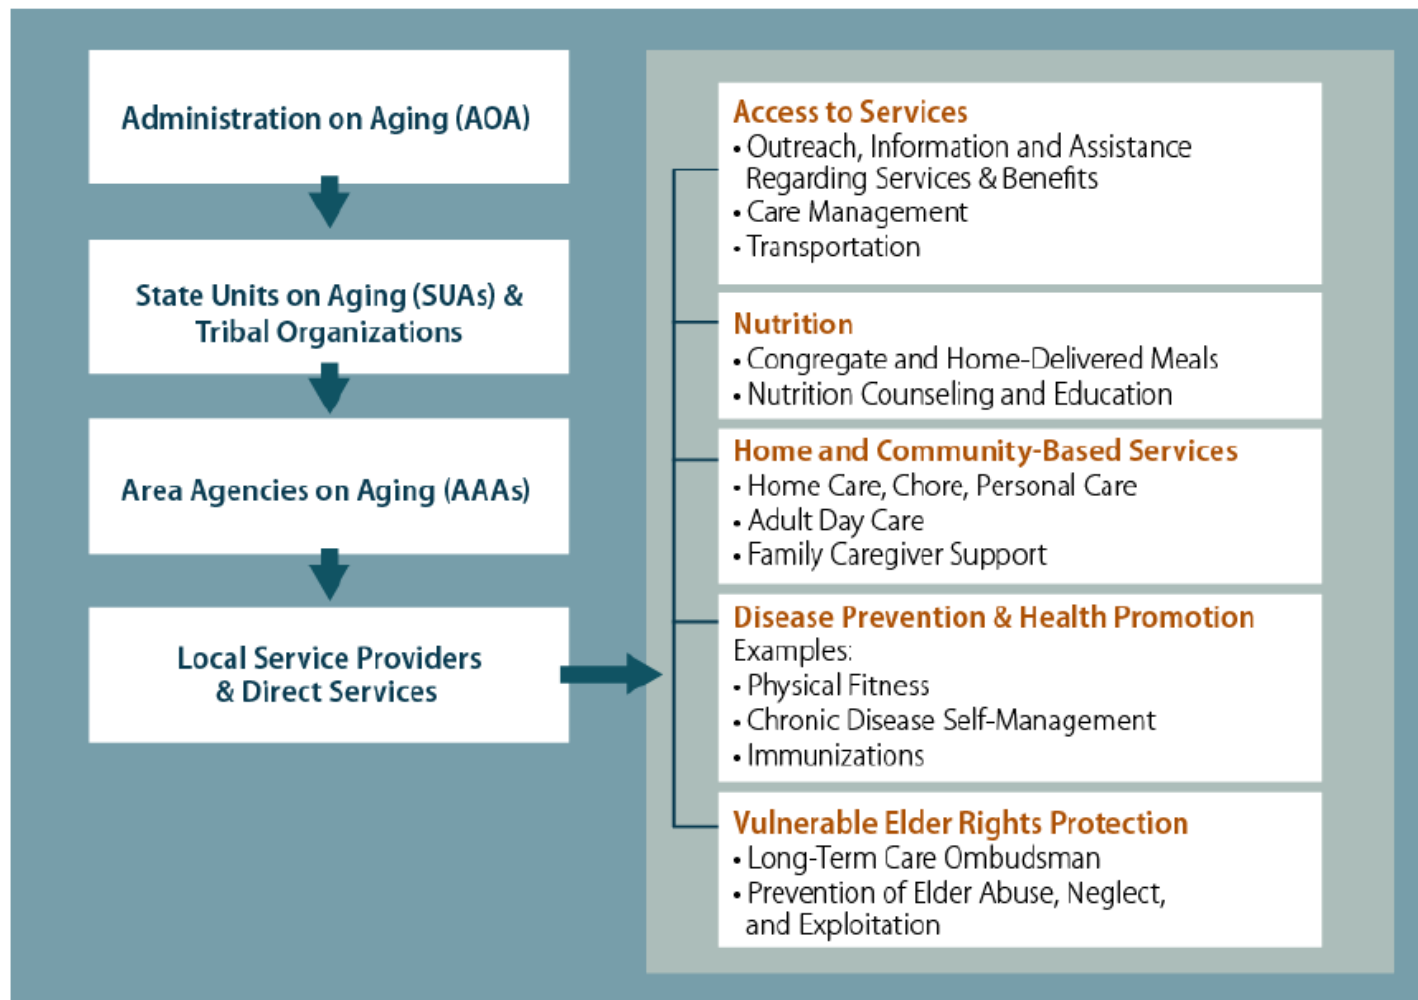 Administration on Aging (AOA)
State Units on Aging (SUAs) &
Tribal Organizations
Area Agencies on Aging (AAAs)
Local Service Providers
& Direct Services
Access to Services
• Outreach, Information and Assistance
Regarding Services & Benefits
• Care Management
• Transportation
Nutrition
• Congregate and Home-Delivered Meals
• Nutrition Counseling and Education
Home and Community-Based Services
• Home Care, Chore, Personal Care
• Adult Day Care
• Family Caregiver Support
Disease Prevention & Health Promotion
Examples:
• Physical Fitness
• Chronic Disease Self-Management
• Immunizations
Vulnerable Elder Rights Protection
• Long-Term Care Ombudsman
• Prevention of Elder Abuse, Neglect,
and Exploitation